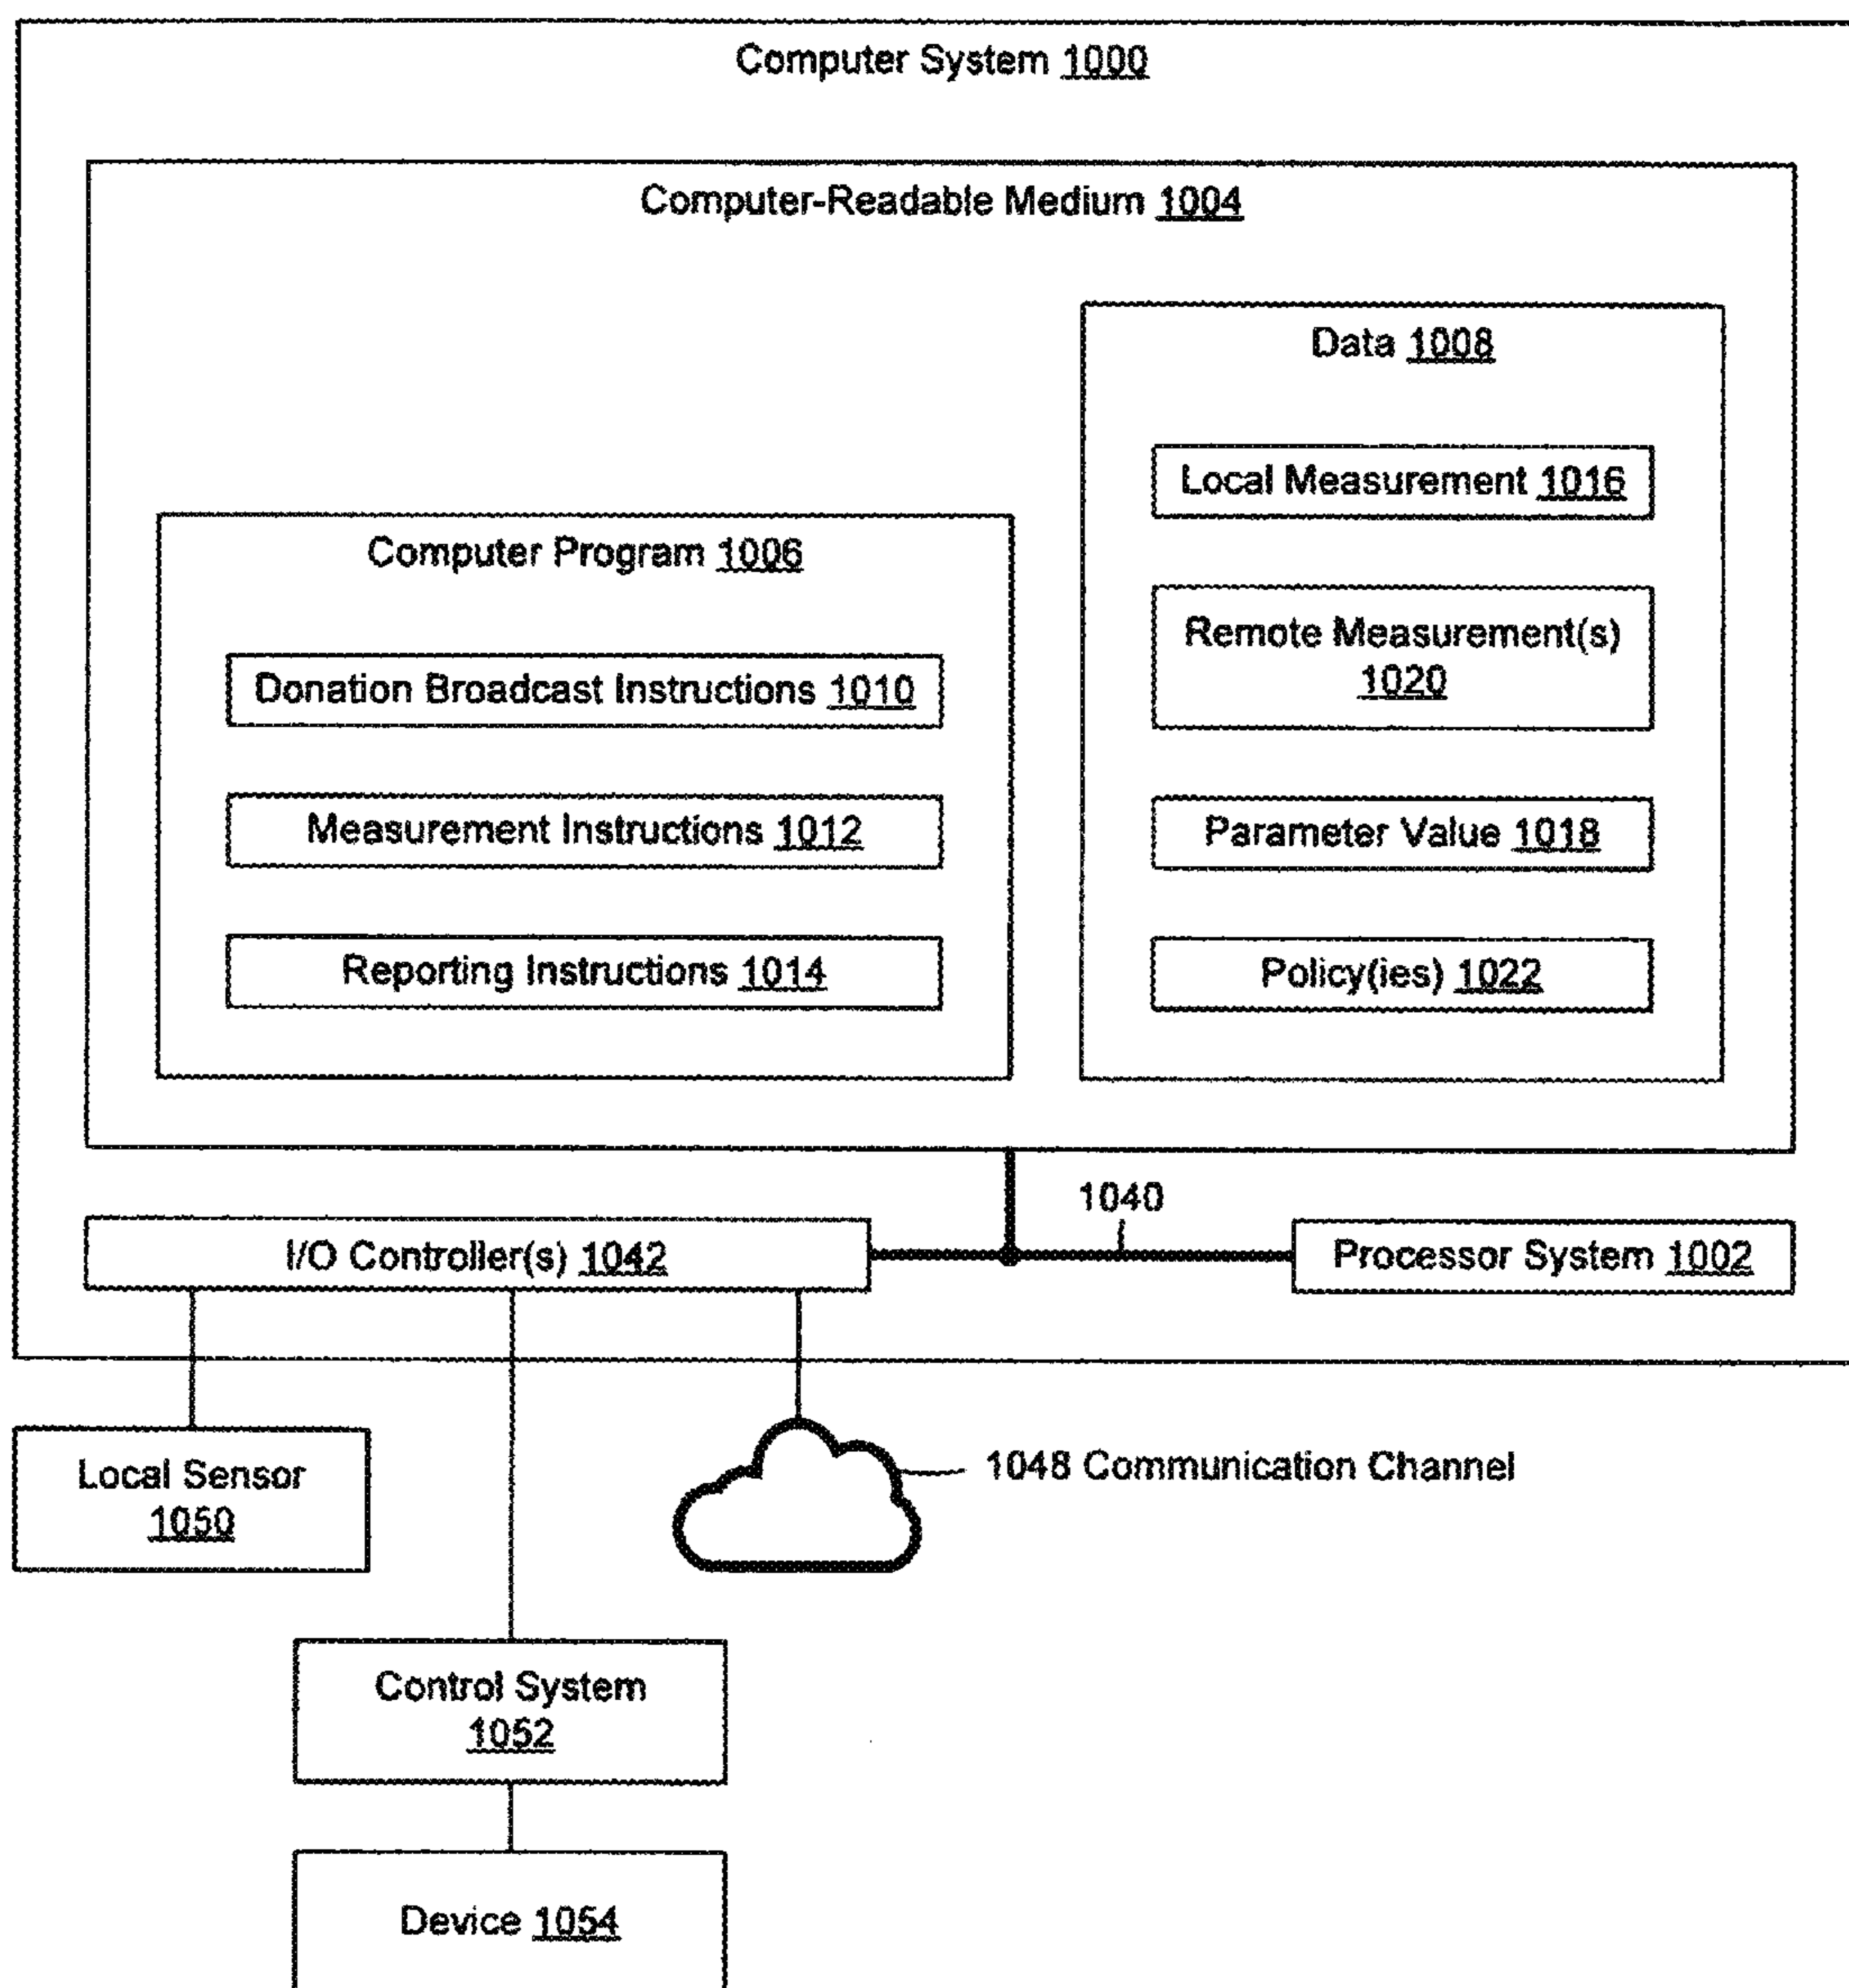 Computer System 1000
Computer-Readable Medium 1004
Data 1008
Local Measurement 1016
Remote Measurement(s)
1020
Parameter Value 1018
Policy(ies) 1022
Computer Program 1006
Donation Broadcast Instructions 1010
Measurement Instructions 1012
Reporting Instructions 1014
1040
I/O Controller(s) 1042
Processor System 1002
Local Sensor
1050
1048 Communication Channel
Control System
1052
Device 1054